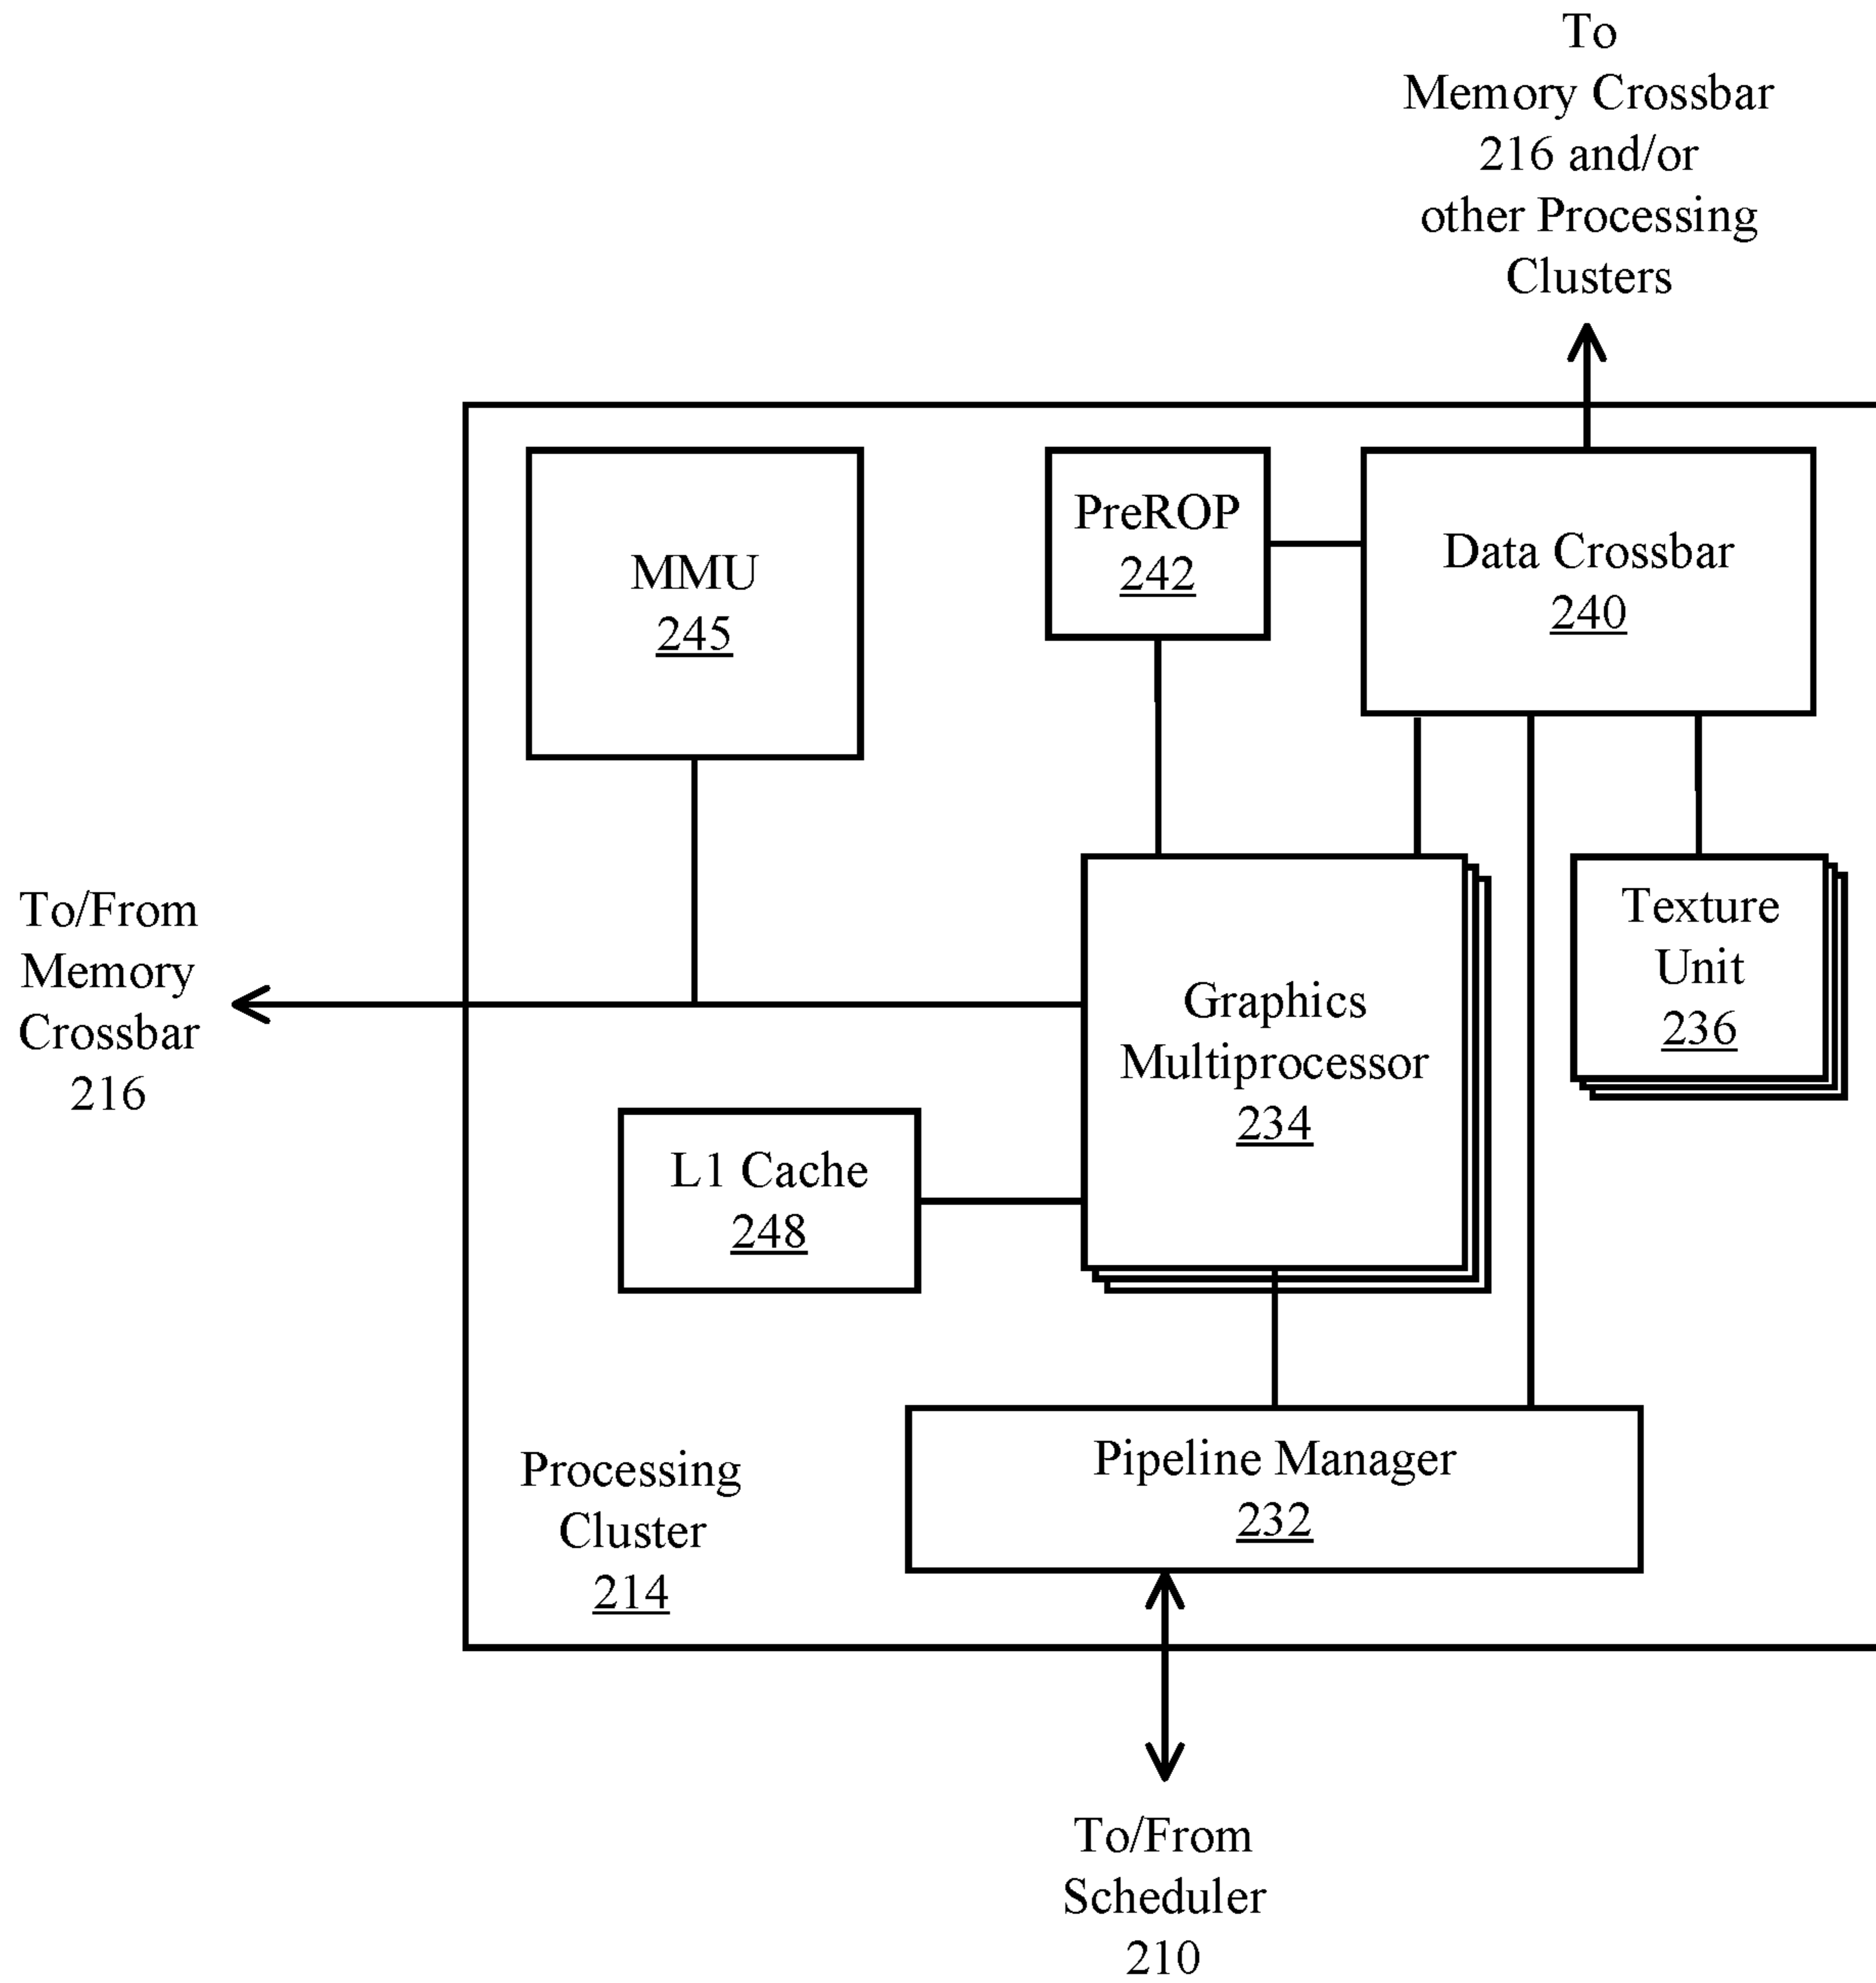 To
Memory Crossbar
216 and/or
other Processing
Clusters
MMU
245
PreROP
242
Data Crossbar
240
To/From
Memory
Crossbar
216
Graphics
Multiprocessor
234
Texture
Unit
236
L1 Cache
248
Processing
Cluster
214
Pipeline Manager
232
To/From
Scheduler
210